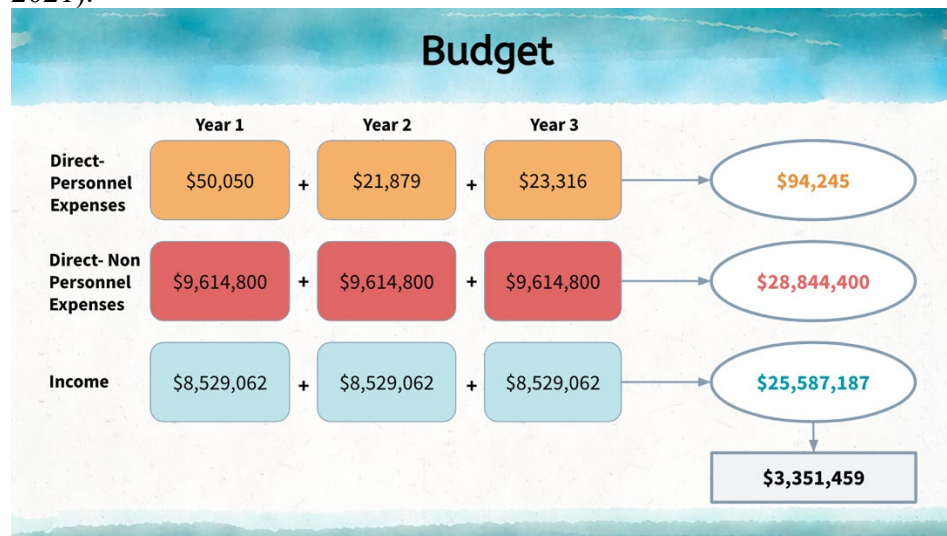 2021).
Budget
Year 1 Year 2 Year 3
Direct-
Personnel
Expenses
$50,050 + $21,879 + $23,316 $94,245
Direct- Non
Personnel
Expenses
$9,614,800 + $9,614,800 + $9,614,800 $28,844,400
Income
$8,529,062 + $8,529,062 + $8,529,062 $25,587,187
$3,351,459